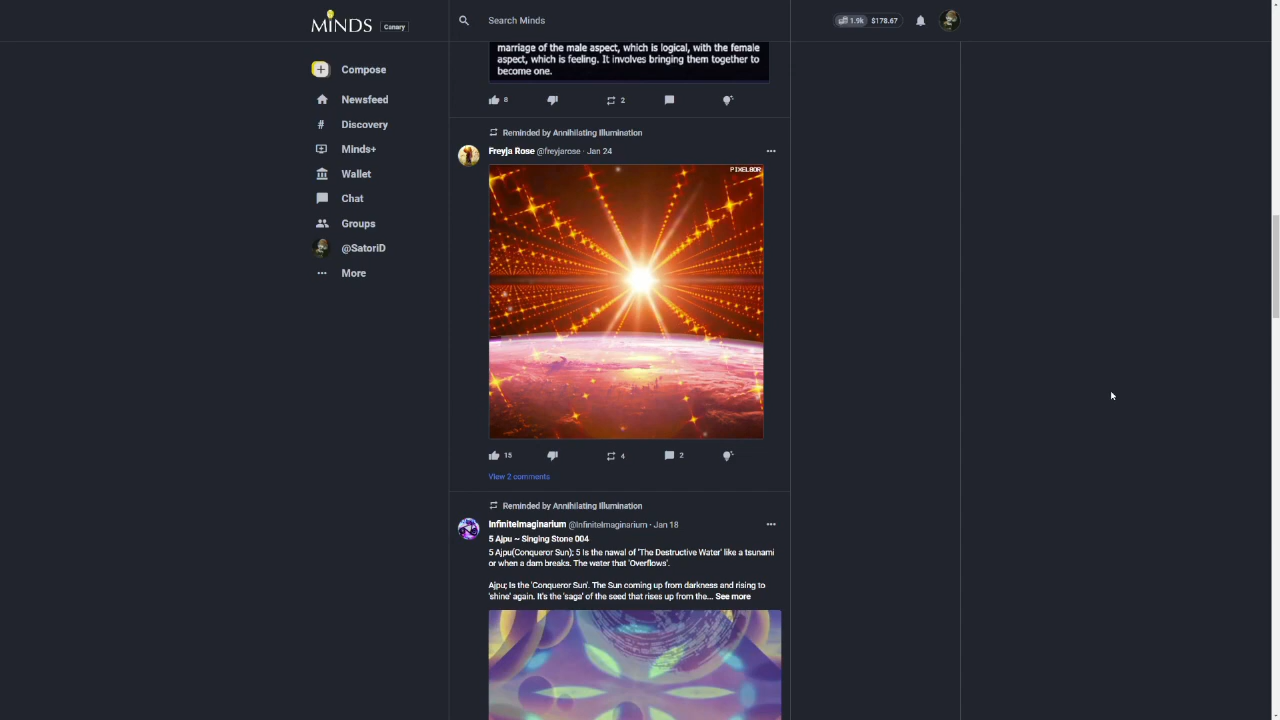 MINDS
Canary
Search Minds
1.9k $178.67
Compose
Newsfeed
# Discovery
Minds+
Wallet
Chat
Groups
@SatoriD
More
marriage of the male aspect, which is logical, with the female
aspect, which is feeling. It involves bringing them together to
become one.
8 2
Reminded by Annihilating Illumination
Freyja Rose @freyjarose · Jan 24
PIXEL8OR
15 4 2
View 2 comments
Reminded by Annihilating Illumination
InfiniteImaginarium @InfiniteImaginarium · Jan 18
5 Ajpu ~ Singing Stone 004
5 Ajpu(Conqueror Sun); 5 Is the nawal of 'The Destructive Water' like a tsunami
or when a dam breaks. The water that 'Overflows'.
Ajpu; Is the 'Conqueror Sun'. The Sun coming up from darkness and rising to
'shine' again. It's the 'saga' of the seed that rises up from the... See more